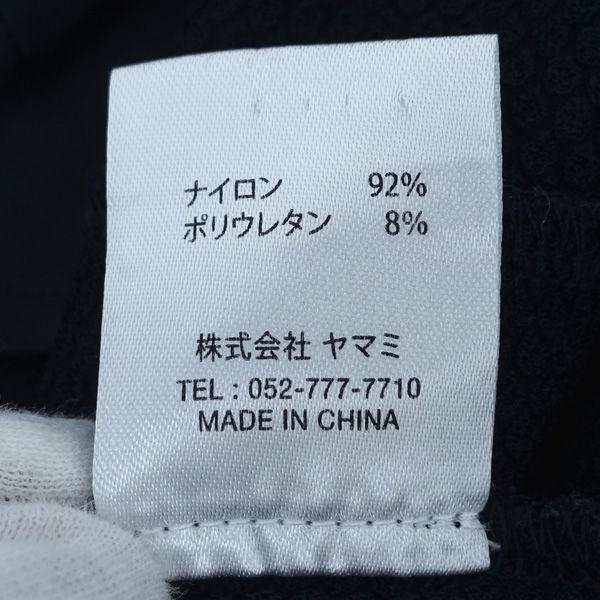 ナイロン 92%
ポリウレタン 8%
株式会社 ヤマミ
TEL : 052-777-7710
MADE IN CHINA